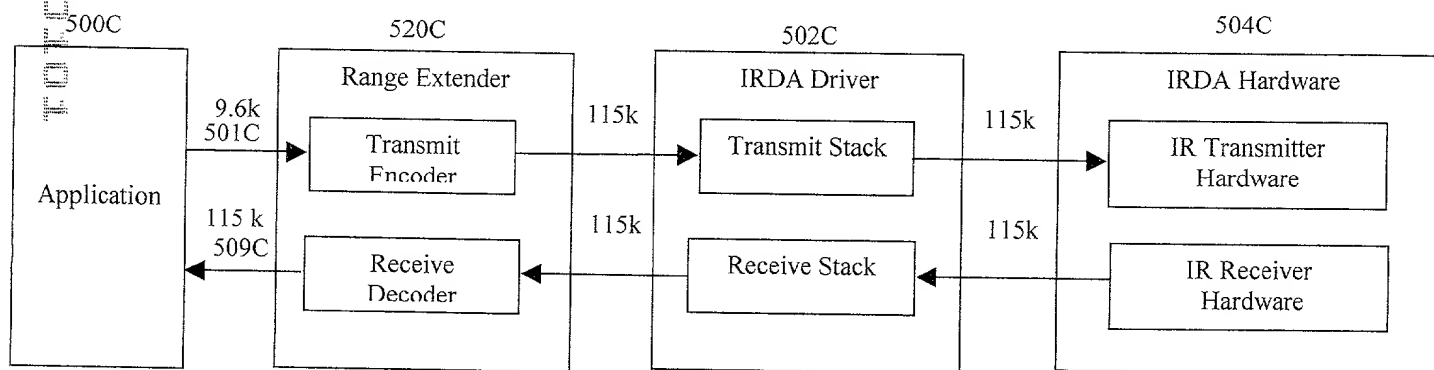 500C
520C
502C
504C
Range Extender
IRDA Driver
IRDA Hardware
9.6k
501C
115k
115k
Transmit
Encoder
Transmit Stack
IR Transmitter
Hardware
Application
115 k
509C
115k
115k
Receive
Decoder
Receive Stack
IR Receiver
Hardware